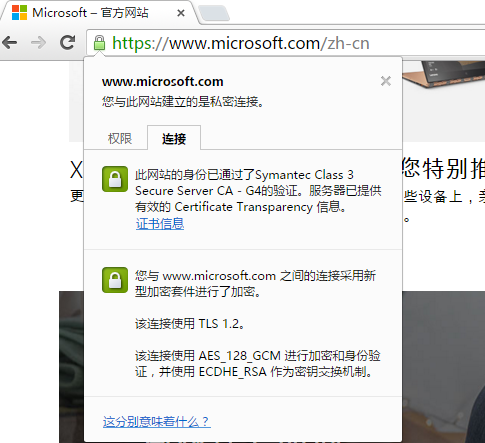 Microsoft – 官方网站
https://www.microsoft.com/zh-cn
www.microsoft.com
您与此网站建立的是私密连接。
权限 连接
X
您特别推
更
些设备上，亲
。
此网站的身份已通过了Symantec Class 3
Secure Server CA - G4的验证。服务器已提供
有效的 Certificate Transparency 信息。
证书信息
您与 www.microsoft.com 之间的连接采用新
型加密套件进行了加密。
该连接使用 TLS 1.2。
该连接使用 AES_128_GCM 进行加密和身份验
证，并使用 ECDHE_RSA 作为密钥交换机制。
这分别意味着什么？